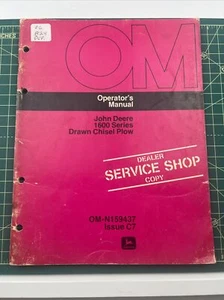 OM
Operator's
Manual
John Deere
1600 Series
Drawn Chisel Plow
DEALER
SERVICE SHOP
COPY
OM-N159437
Issue C7